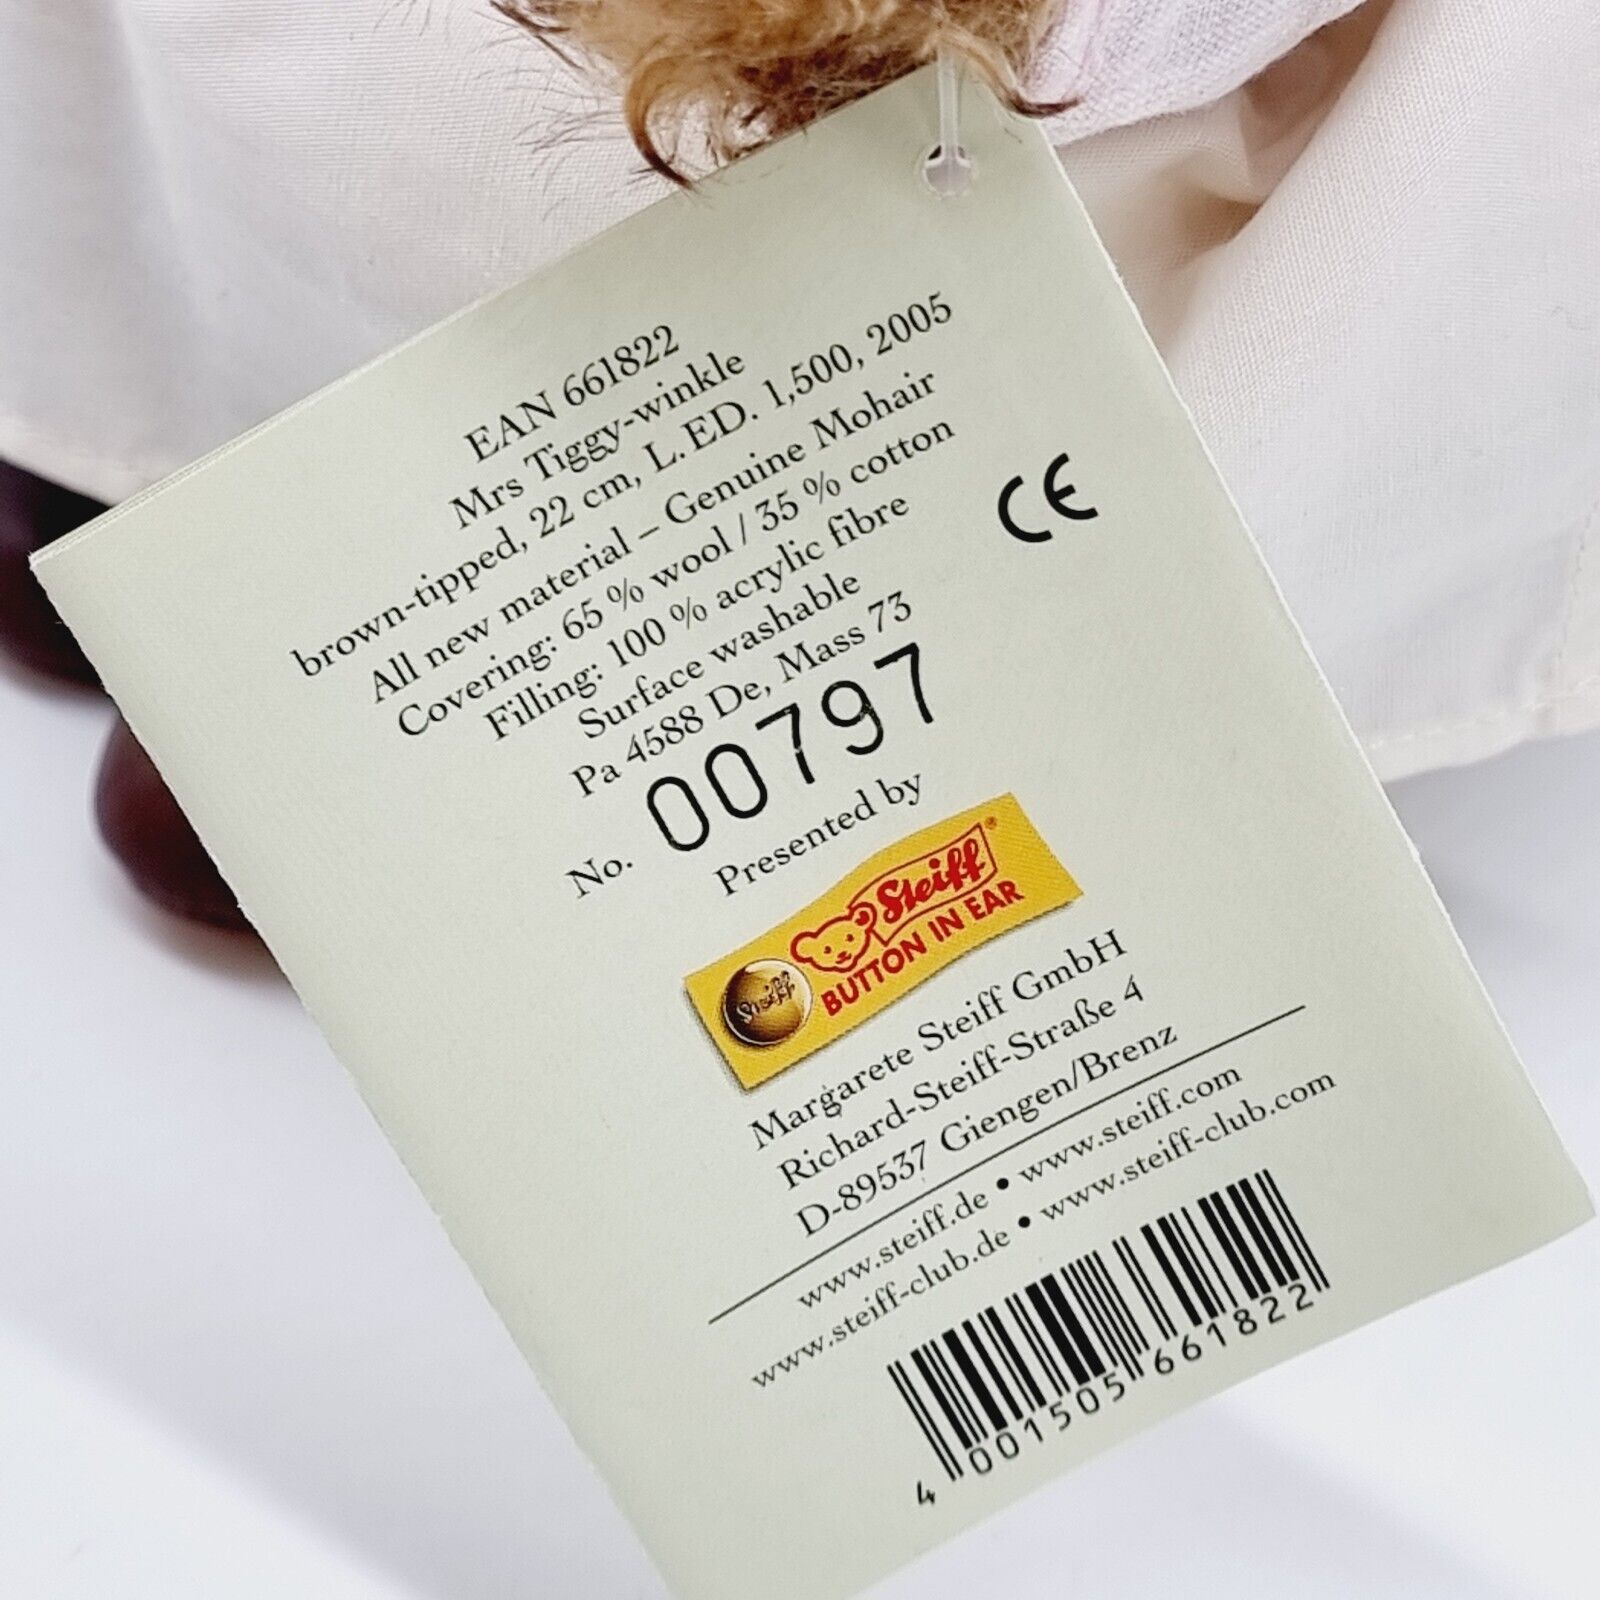 EAN 661822
Mrs Tiggy-winkle
brown-tipped, 22 cm, L. ED. 1,500, 2005
All new material – Genuine Mohair
Covering: 65 % wool / 35 % cotton
Filling: 100 % acrylic fibre
Surface washable
Pa 4588 De, Mass 73
CE
No. 00797
Presented by
Steiff®
BUTTON IN EAR
Steiff
Margarete Steiff GmbH
Richard-Steiff-Straße 4
D-89537 Giengen/Brenz
www.steiff.de • www.steiff.com
www.steiff-club.de • www.steiff-club.com
4 001505 661822